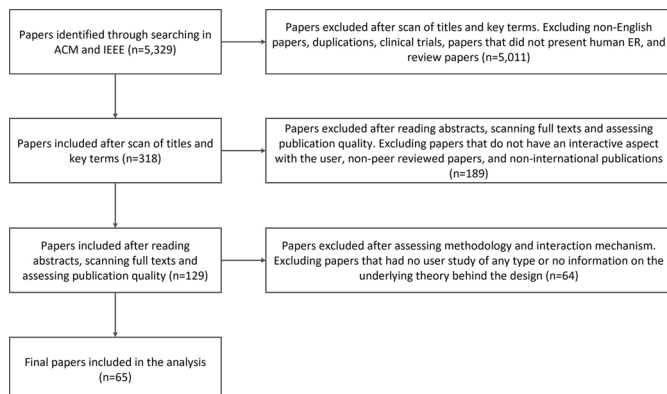 Papers identified through searching in
ACM and IEEE (n=5,329)
Papers excluded after scan of titles and key terms. Excluding non-English
papers, duplications, clinical trials, papers that did not present human ER, and
review papers (n=5,011)
Papers included after scan of titles and
key terms (n=318)
Papers excluded after reading abstracts, scanning full texts and assessing
publication quality. Excluding papers that do not have an interactive aspect
with the user, non-peer reviewed papers, and non-international publications
(n=189)
Papers included after reading
abstracts, scanning full texts and
assessing publication quality (n=129)
Papers excluded after assessing methodology and interaction mechanism.
Excluding papers that had no user study of any type or no information on the
underlying theory behind the design (n=64)
Final papers included in the analysis
(n=65)